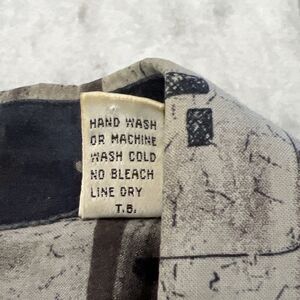 HAND WASH
OR MACHINE
WASH COLD
NO BLEACH
LINE DRY
T.B.